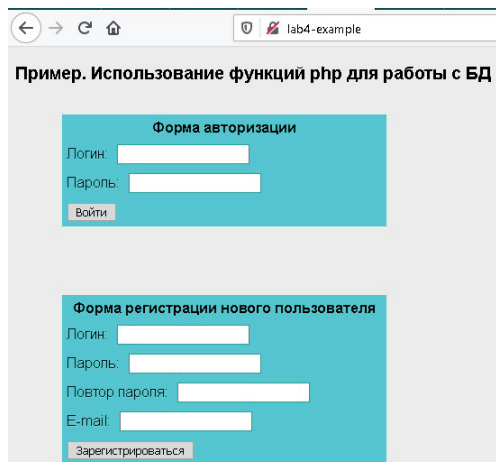 lab4-example
Пример. Использование функций php для работы с БД
Форма авторизации
Логин:
Пароль:
Войти
Форма регистрации нового пользователя
Логин:
Пароль:
Повтор пароля:
E-mail:
Зарегистрироваться